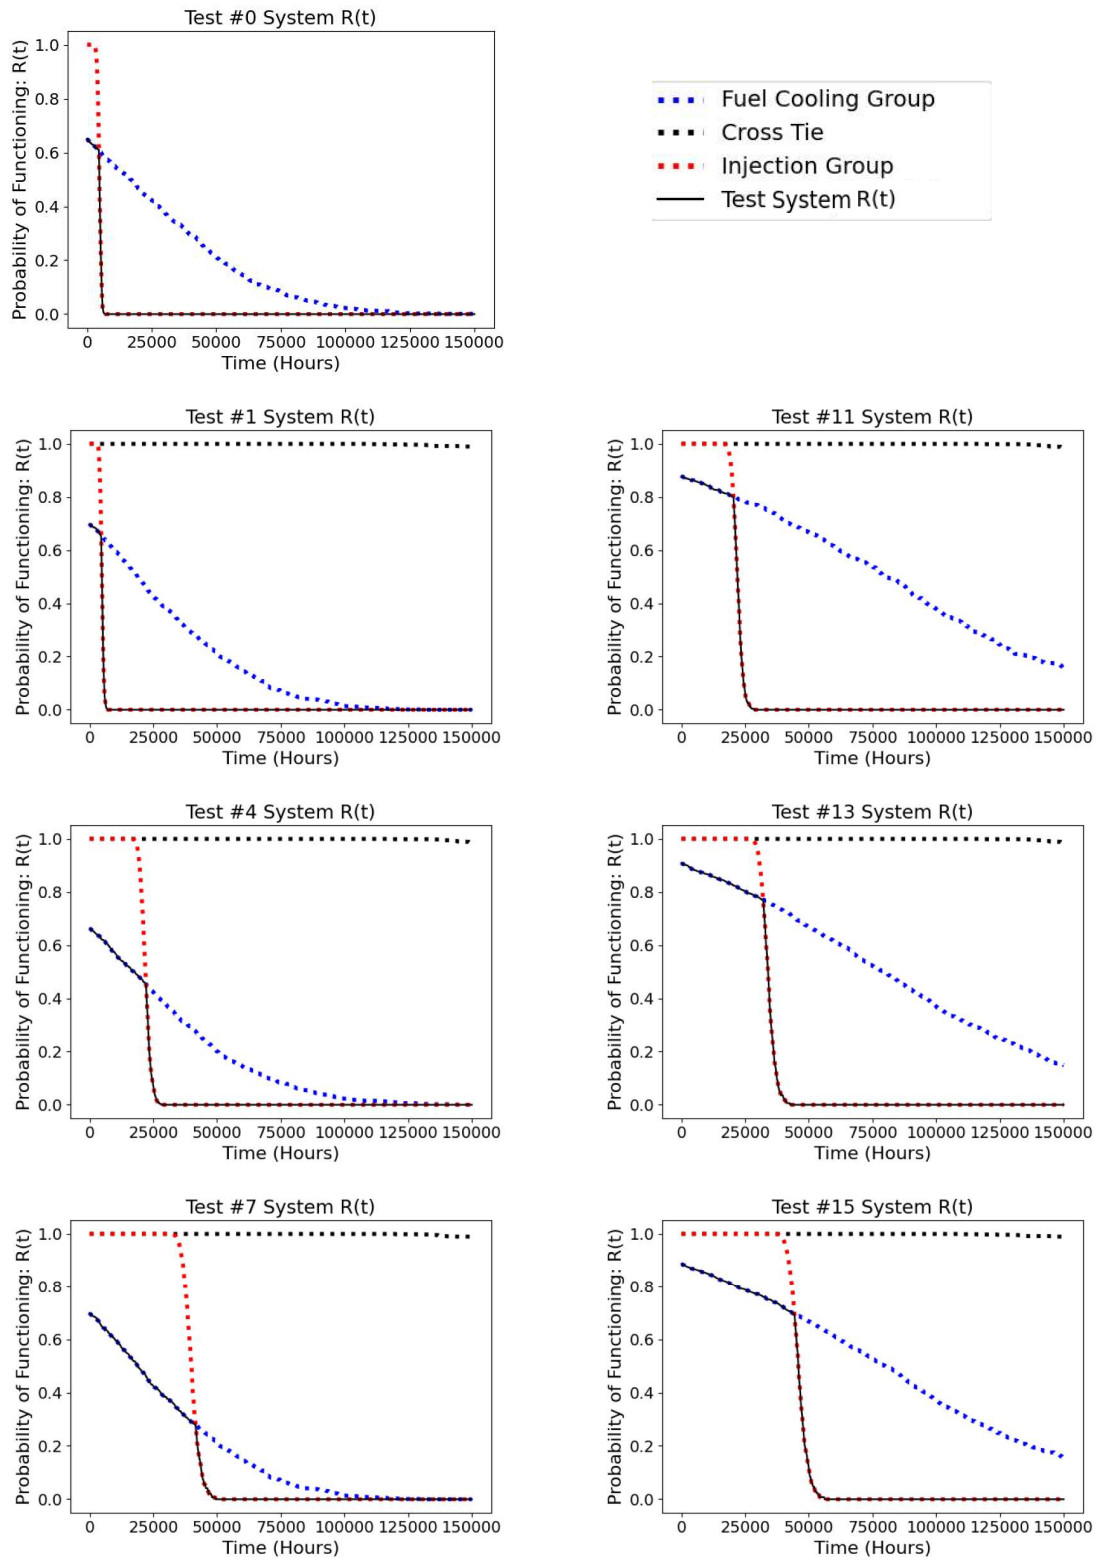 Test #0 System R(t)
Probability of Functioning: R(t)
1.0
0.8
0.6
0.4
0.2
0.0
0 25000 50000 75000 100000 125000 150000
Time (Hours)
Fuel Cooling Group
Cross Tie
Injection Group
Test System R(t)
Test #1 System R(t)
Probability of Functioning: R(t)
1.0
0.8
0.6
0.4
0.2
0.0
0 25000 50000 75000 100000 125000 150000
Time (Hours)
Test #11 System R(t)
Probability of Functioning: R(t)
1.0
0.8
0.6
0.4
0.2
0.0
0 25000 50000 75000 100000 125000 150000
Time (Hours)
Test #4 System R(t)
Probability of Functioning: R(t)
1.0
0.8
0.6
0.4
0.2
0.0
0 25000 50000 75000 100000 125000 150000
Time (Hours)
Test #13 System R(t)
Probability of Functioning: R(t)
1.0
0.8
0.6
0.4
0.2
0.0
0 25000 50000 75000 100000 125000 150000
Time (Hours)
Test #7 System R(t)
Probability of Functioning: R(t)
1.0
0.8
0.6
0.4
0.2
0.0
0 25000 50000 75000 100000 125000 150000
Time (Hours)
Test #15 System R(t)
Probability of Functioning: R(t)
1.0
0.8
0.6
0.4
0.2
0.0
0 25000 50000 75000 100000 125000 150000
Time (Hours)